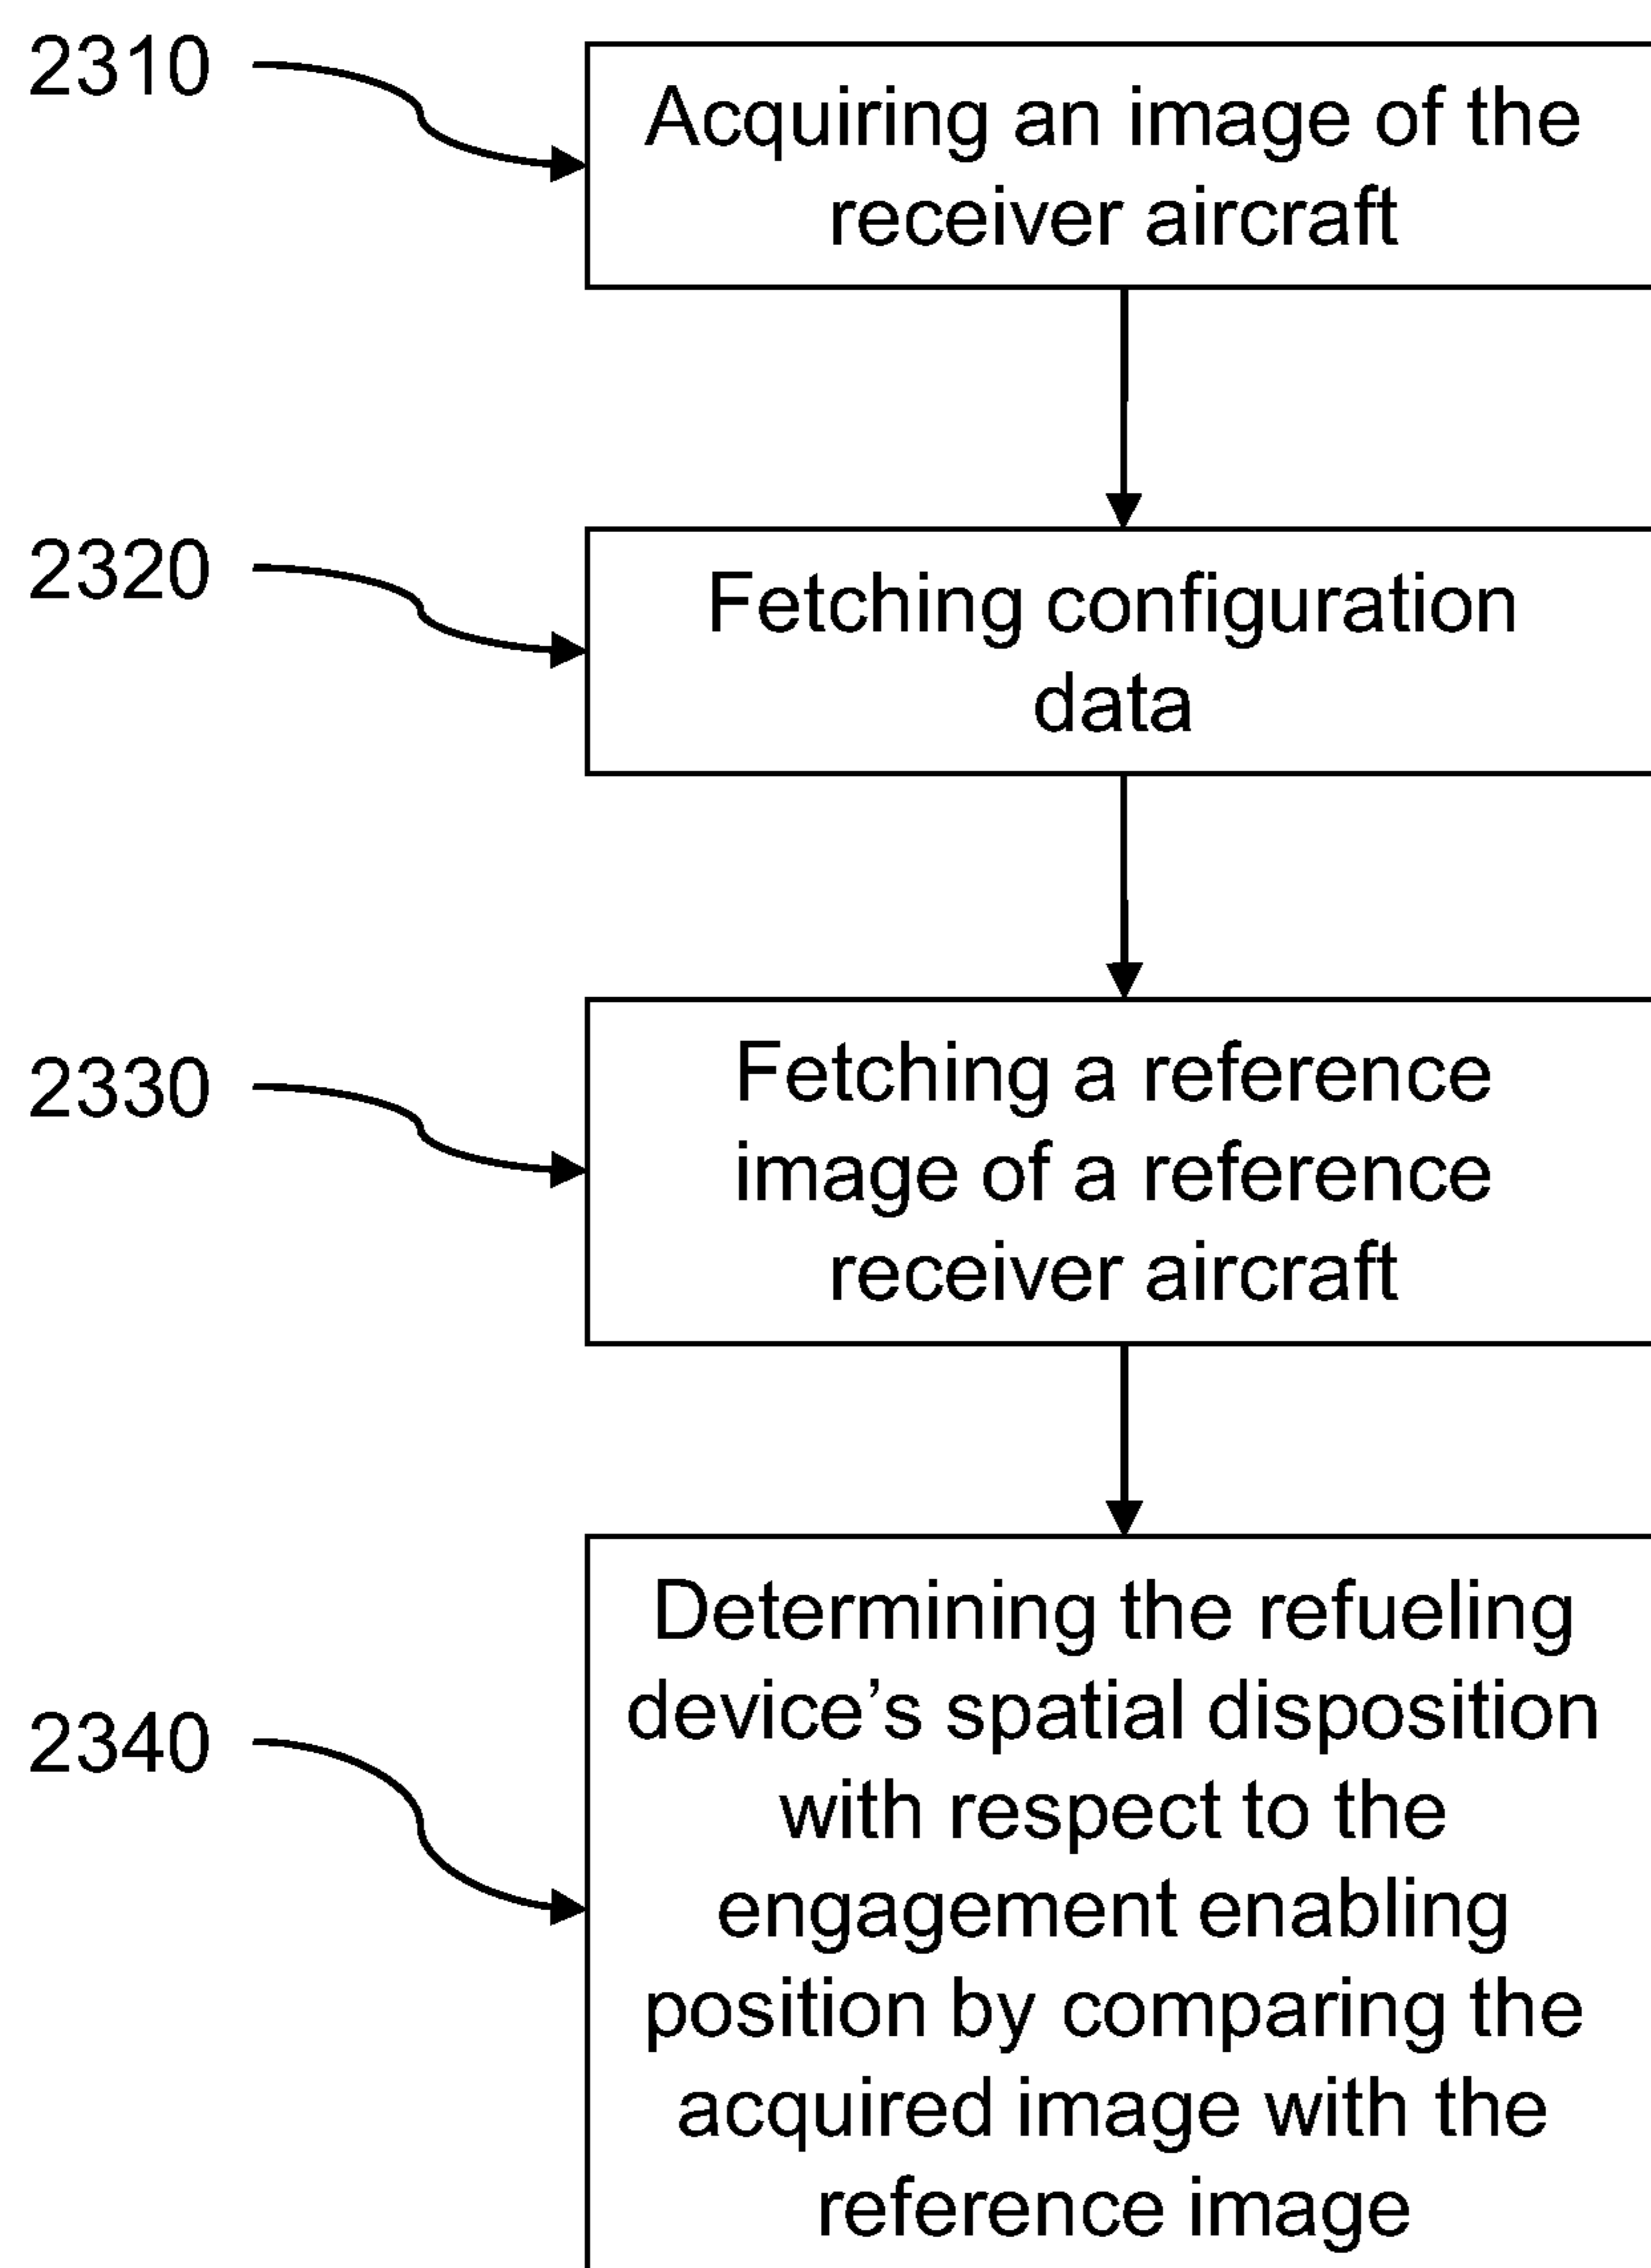 2310
Acquiring an image of the
receiver aircraft
2320
Fetching configuration
data
2330
Fetching a reference
image of a reference
receiver aircraft
2340
Determining the refueling
device’s spatial disposition
with respect to the
engagement enabling
position by comparing the
acquired image with the
reference image